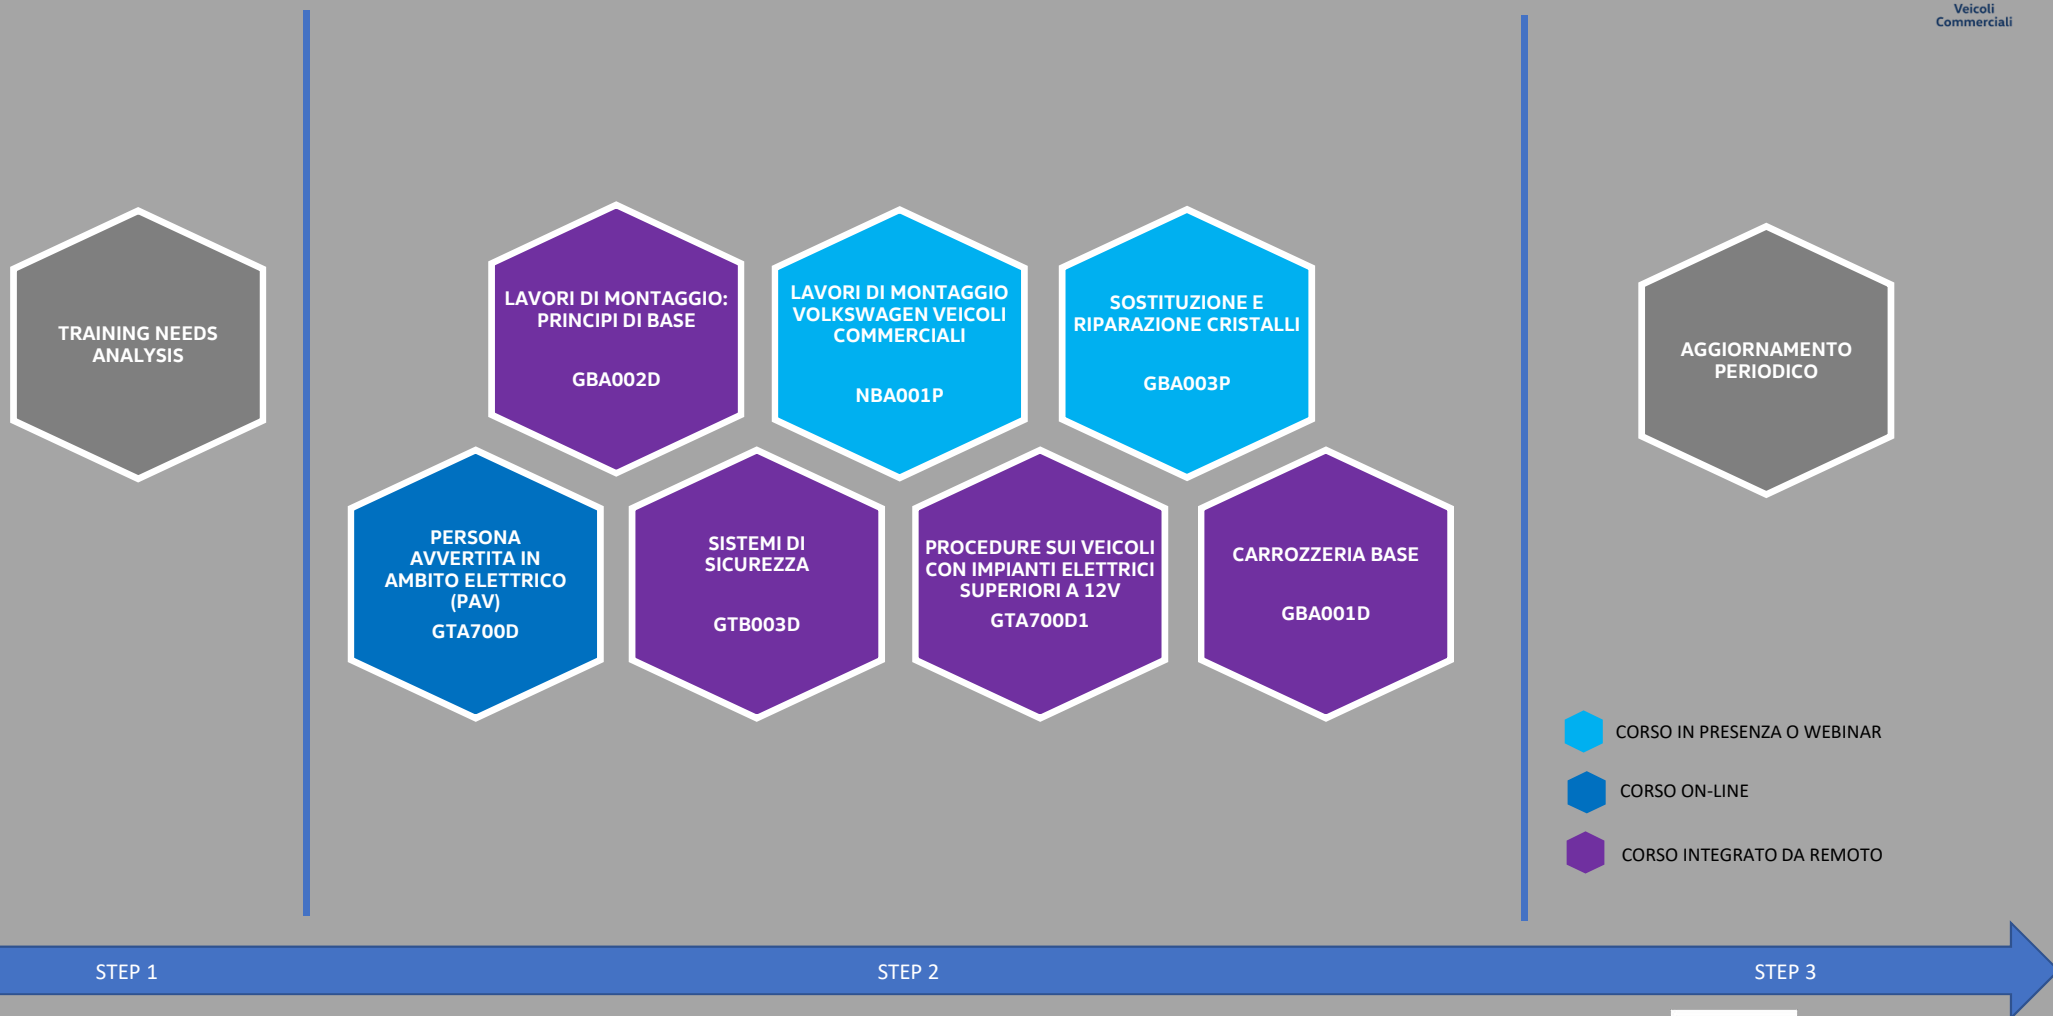 Veicoli
Commerciali
TRAINING NEEDS
ANALYSIS
LAVORI DI MONTAGGIO:
PRINCIPI DI BASE
GBA002D
LAVORI DI MONTAGGIO
VOLKSWAGEN VEICOLI
COMMERCIALI
NBA001P
SOSTITUZIONE E
RIPARAZIONE CRISTALLI
GBA003P
PERSONA
AVVERTITA IN
AMBITO ELETTRICO
(PAV)
GTA700D
SISTEMI DI
SICUREZZA
GTB003D
PROCEDURE SUI VEICOLI
CON IMPIANTI ELETTRICI
SUPERIORI A 12V
GTA700D1
CARROZZERIA BASE
GBA001D
AGGIORNAMENTO
PERIODICO
CORSO IN PRESENZA O WEBINAR
CORSO ON-LINE
CORSO INTEGRATO DA REMOTO
STEP 1
STEP 2
STEP 3